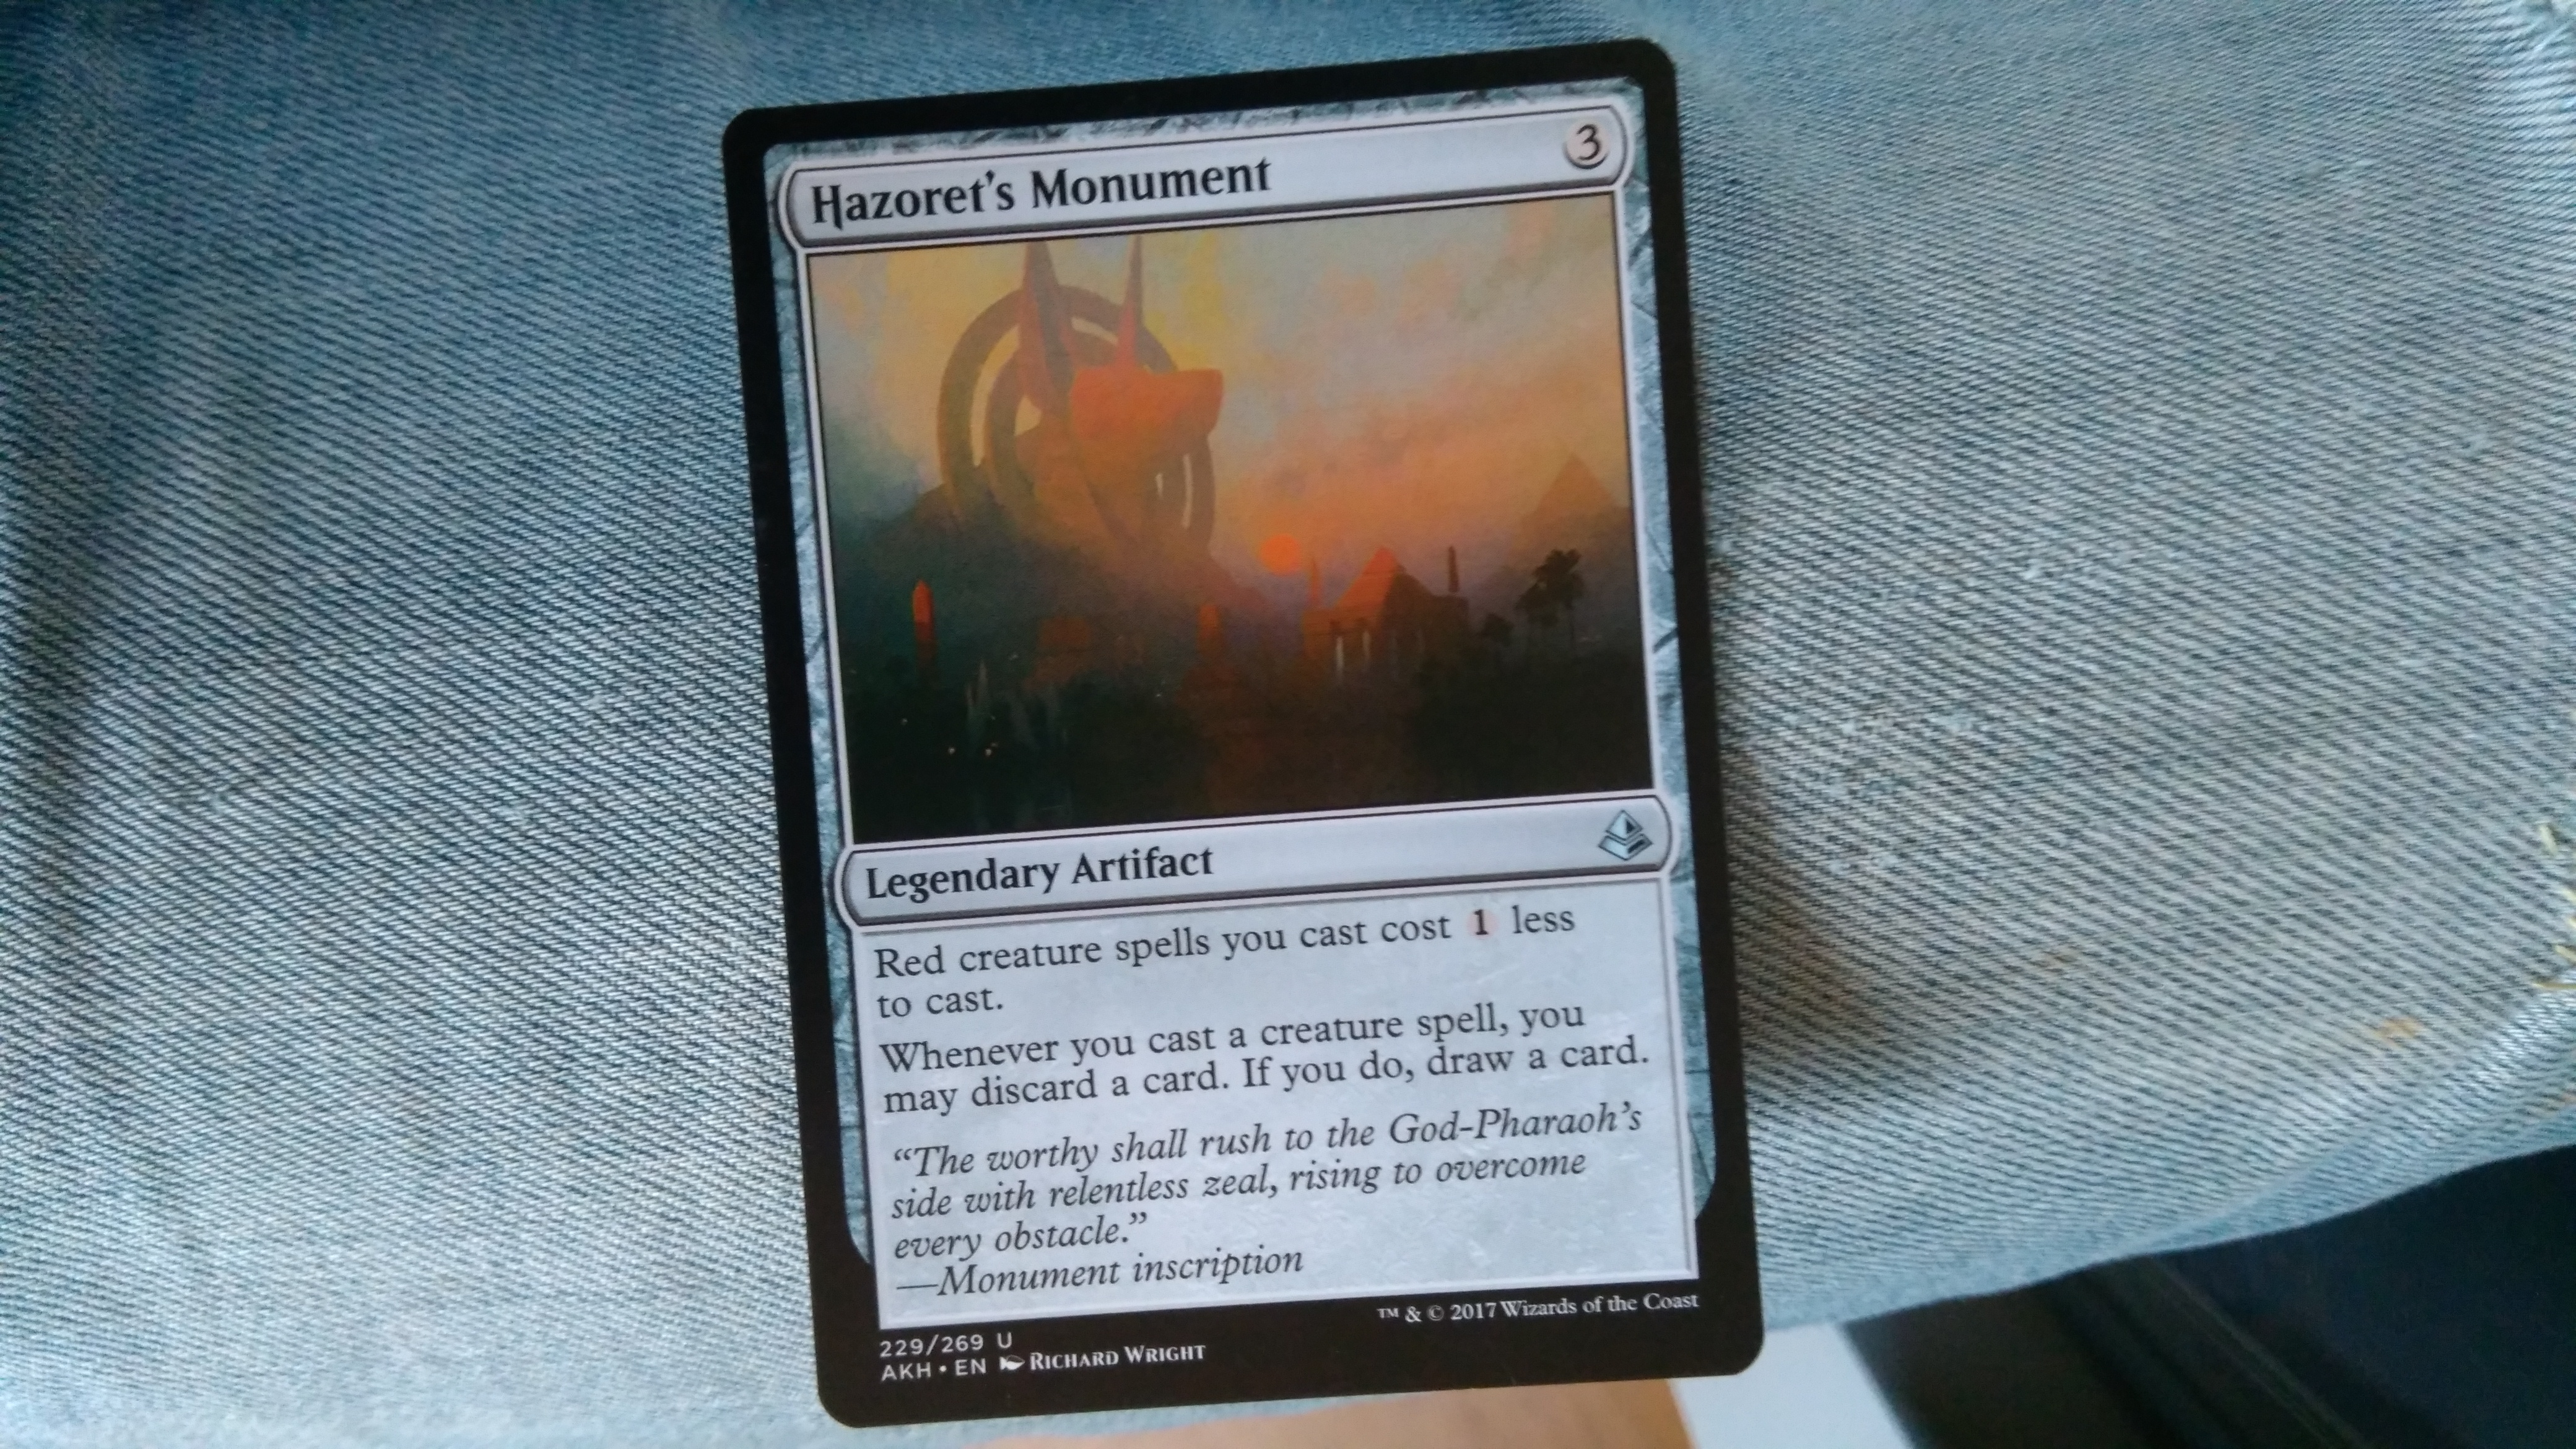 Hazoret's Monument 3
Legendary Artifact
Red creature spells you cast cost 1 less
to cast.
Whenever you cast a creature spell, you
may discard a card. If you do, draw a card.
“The worthy shall rush to the God-Pharaoh’s
side with relentless zeal, rising to overcome
every obstacle.”
—Monument inscription
™ & © 2017 Wizards of the Coast
229/269 U
AKH • EN Richard Wright